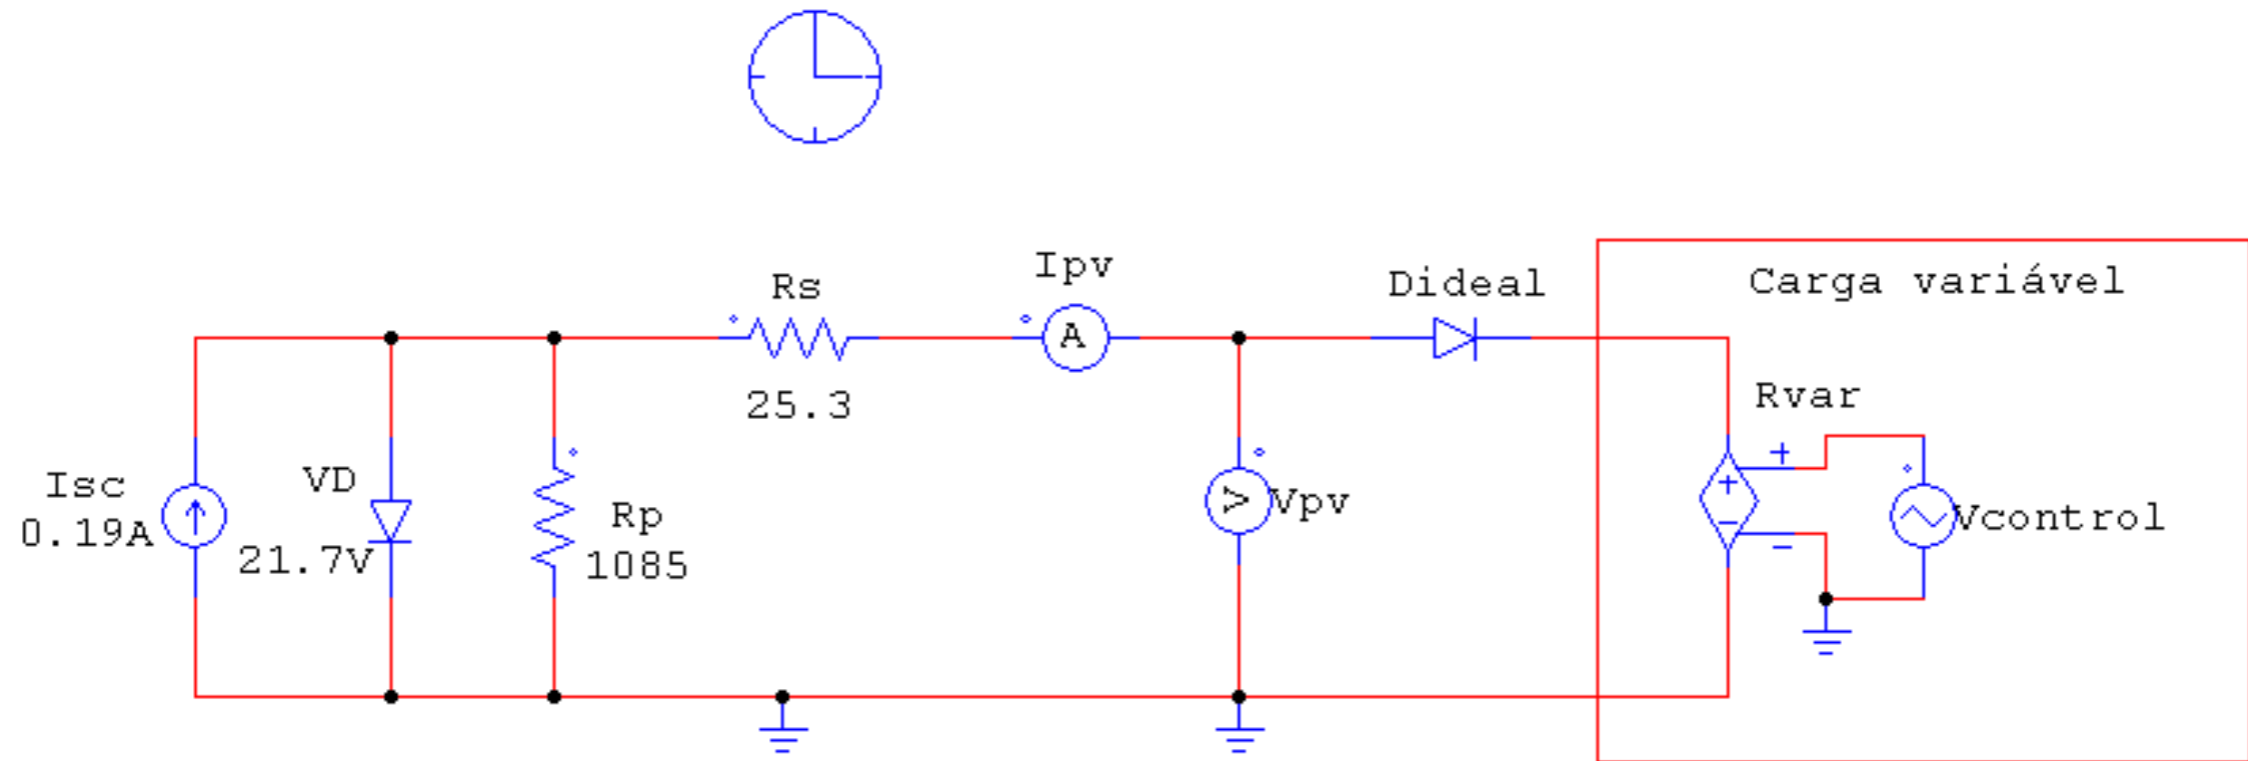 Ipv
Rs
Dideal
Carga variável
A
25.3
Rvar
+
Isc
0.19A
VD
21.7V
Rp
1085
V
Vpv
+
−
−
Vcontrol